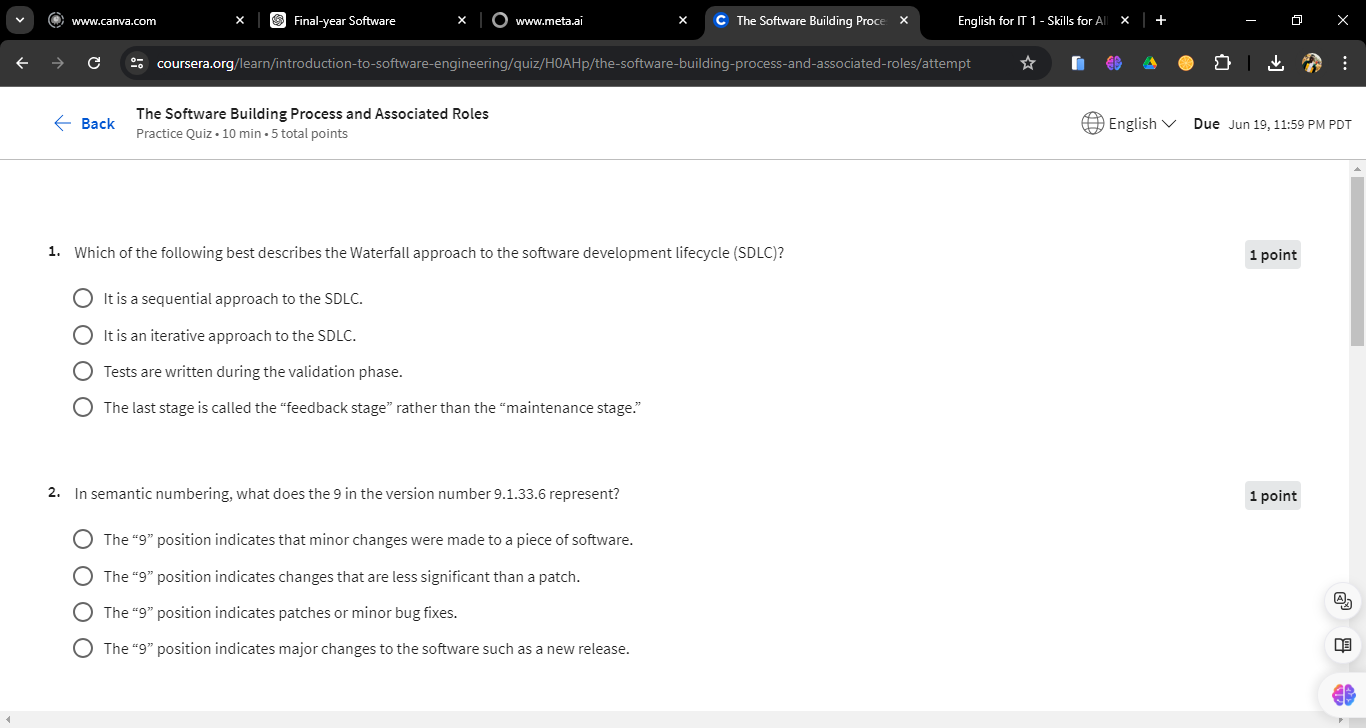 www.canva.com
Final-year Software
www.meta.ai
The Software Building Proce
English for IT 1 - Skills for Al
coursera.org/learn/introduction-to-software-engineering/quiz/H0AHp/the-software-building-process-and-associated-roles/attempt
Back
The Software Building Process and Associated Roles
Practice Quiz • 10 min • 5 total points
English
Due Jun 19, 11:59 PM PDT
1. Which of the following best describes the Waterfall approach to the software development lifecycle (SDLC)?
1 point
It is a sequential approach to the SDLC.
It is an iterative approach to the SDLC.
Tests are written during the validation phase.
The last stage is called the “feedback stage” rather than the “maintenance stage.”
2. In semantic numbering, what does the 9 in the version number 9.1.33.6 represent?
1 point
The “9” position indicates that minor changes were made to a piece of software.
The “9” position indicates changes that are less significant than a patch.
The “9” position indicates patches or minor bug fixes.
The “9” position indicates major changes to the software such as a new release.